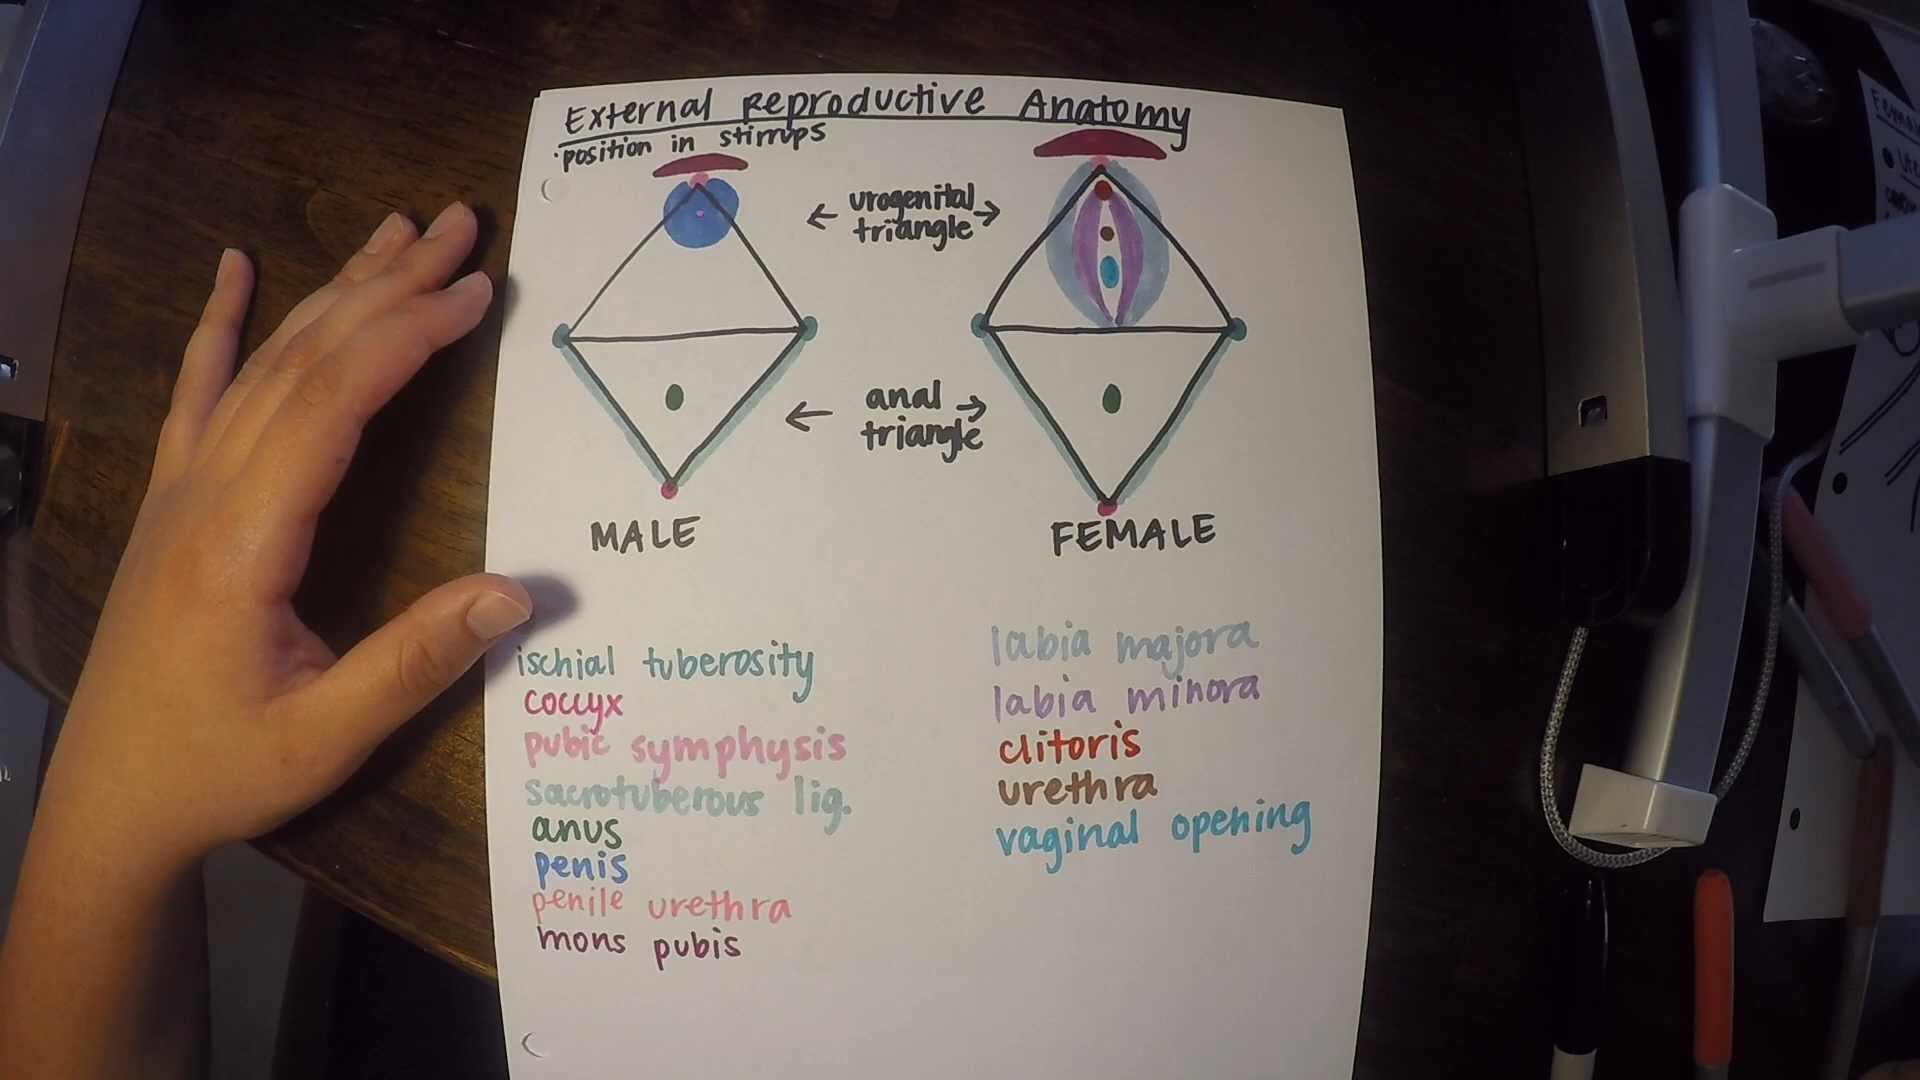 External Reproductive Anatomy
·position in stirrups
← urogenital →
triangle
← anal →
triangle
MALE
FEMALE
ischial tuberosity
coccyx
pubic symphysis
sacrotuberous lig.
anus
penis
penile urethra
mons pubis
labia majora
labia minora
clitoris
urethra
vaginal opening